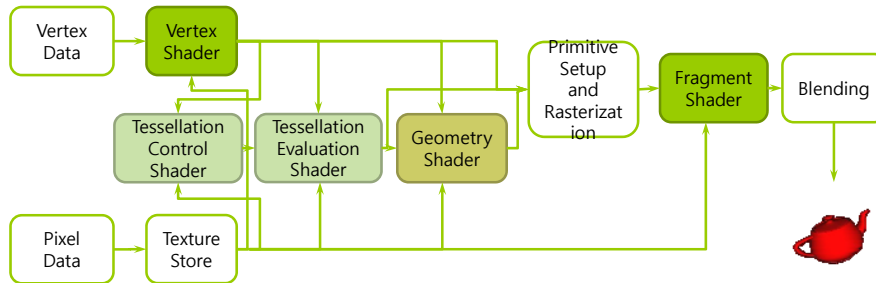 Vertex
Data
Vertex
Shader
Primitive
Setup
and
Rasterizat
ion
Fragment
Shader
Blending
Tessellation
Control
Shader
Tessellation
Evaluation
Shader
Geometry
Shader
Pixel
Data
Texture
Store